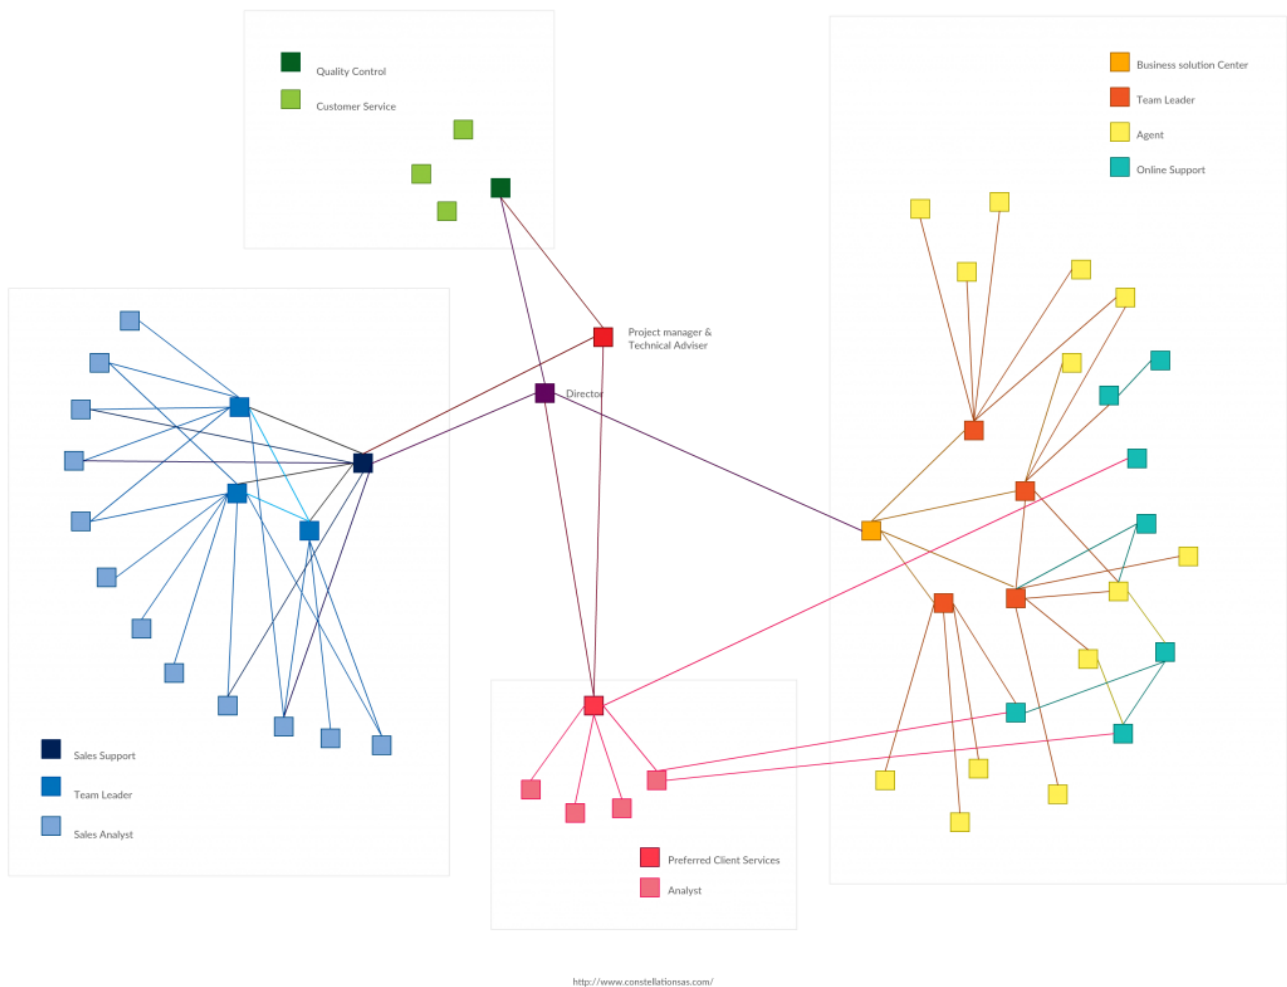 Quality Control
Customer Service
Business solution Center
Team Leader
Agent
Online Support
Project manager &
Technical Adviser
Director
Sales Support
Team Leader
Sales Analyst
Preferred Client Services
Analyst
http://www.constellationsas.com/